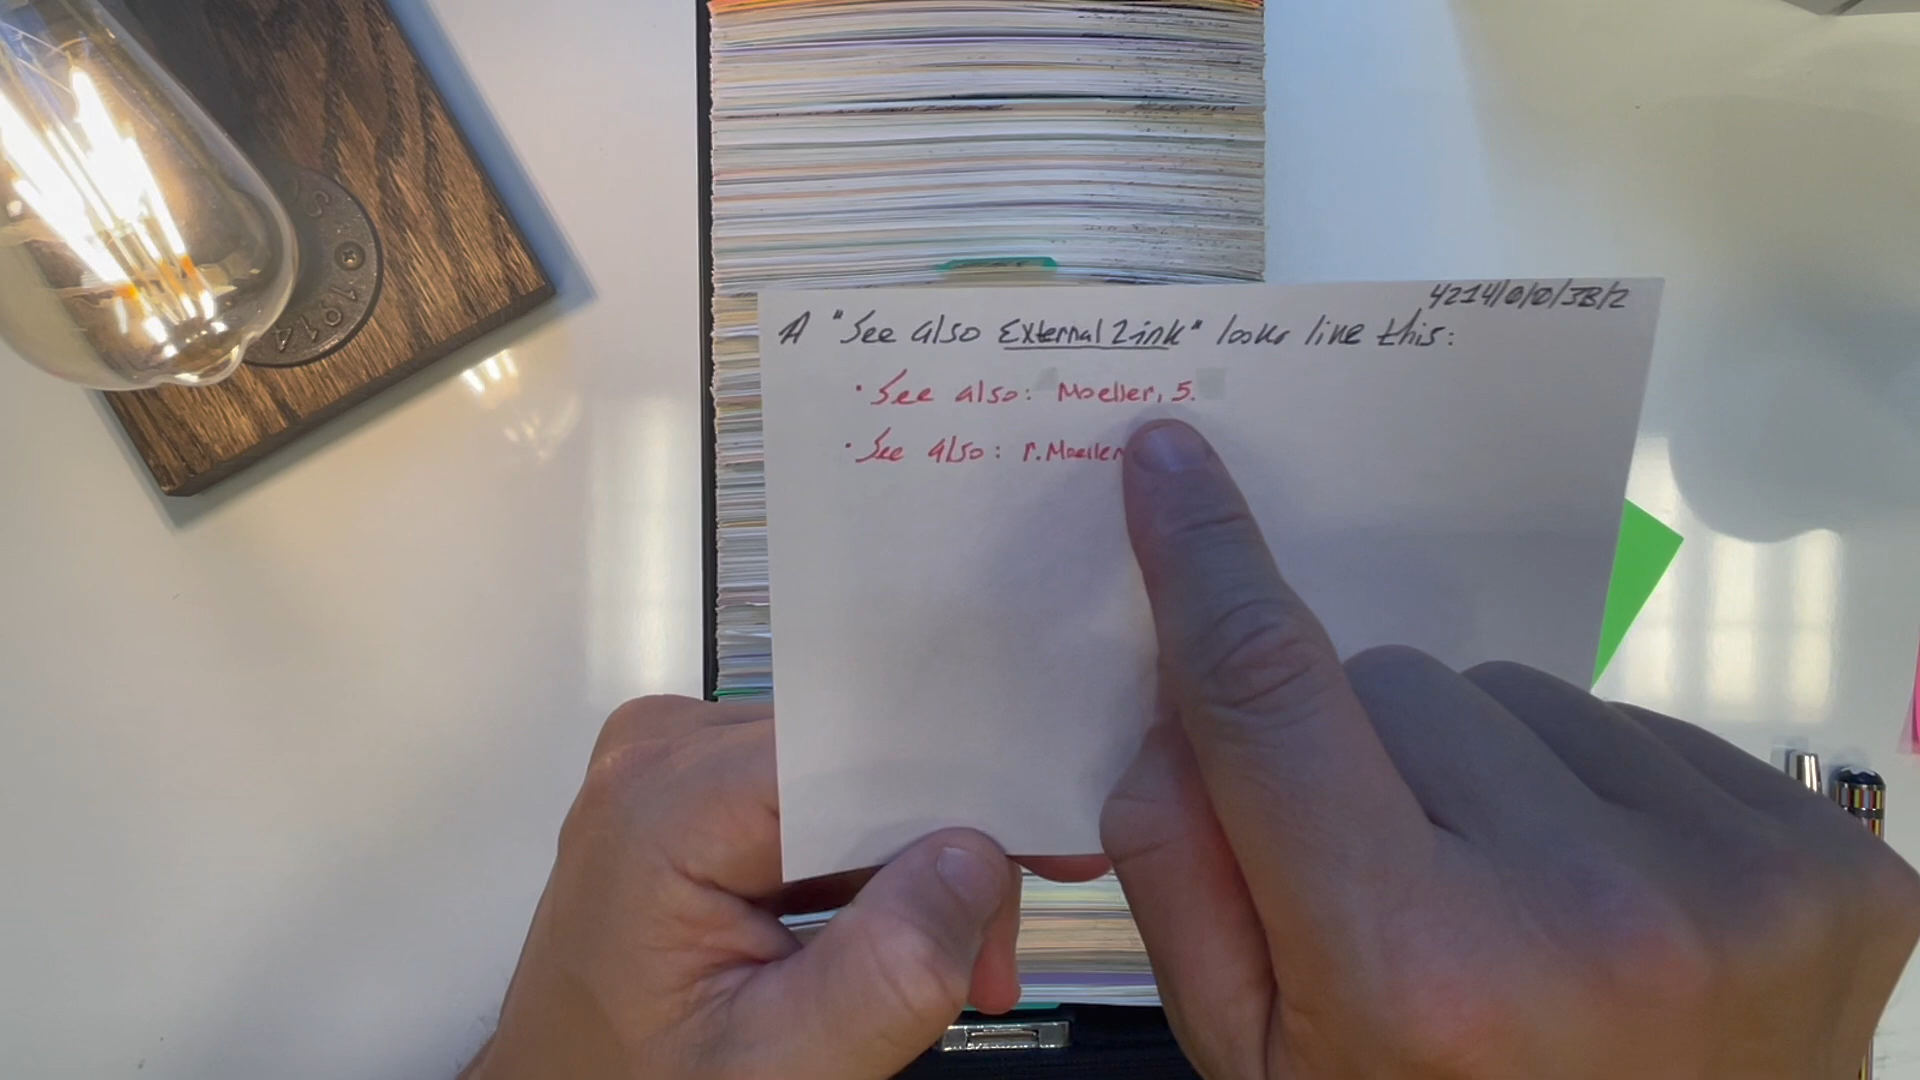 4214/0/0/3B/2
A "See also External Link" looks like this:
• See also: Moeller, 5.
• See also: r.Moeller
1914